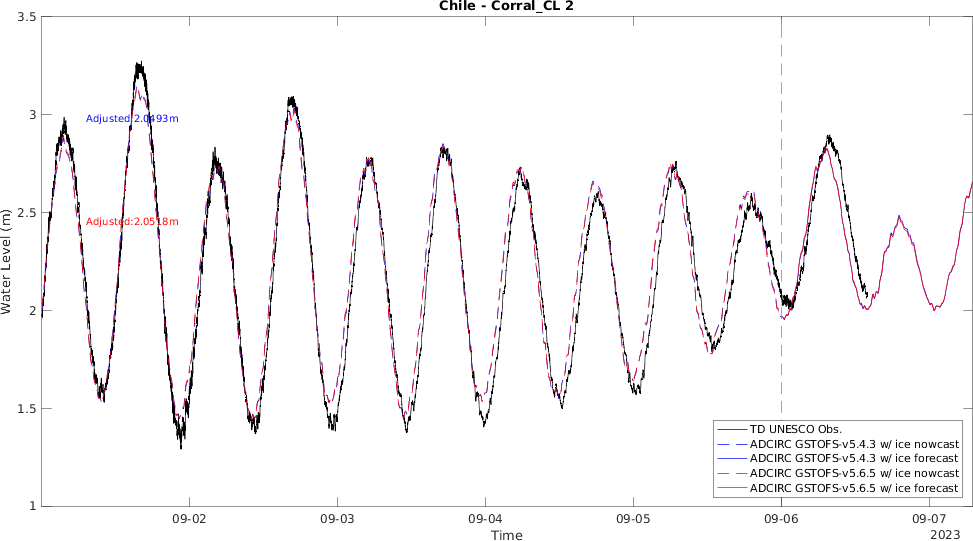 Chile - Corral_CL 2
3.5
3
2.5
2
1.5
1
Water Level (m)
Adjusted:2.0493m
Adjusted:2.0518m
TD UNESCO Obs.
ADCIRC GSTOFS-v5.4.3 w/ ice nowcast
ADCIRC GSTOFS-v5.4.3 w/ ice forecast
ADCIRC GSTOFS-v5.6.5 w/ ice nowcast
ADCIRC GSTOFS-v5.6.5 w/ ice forecast
09-02 09-03 09-04 09-05 09-06 09-07
Time
2023